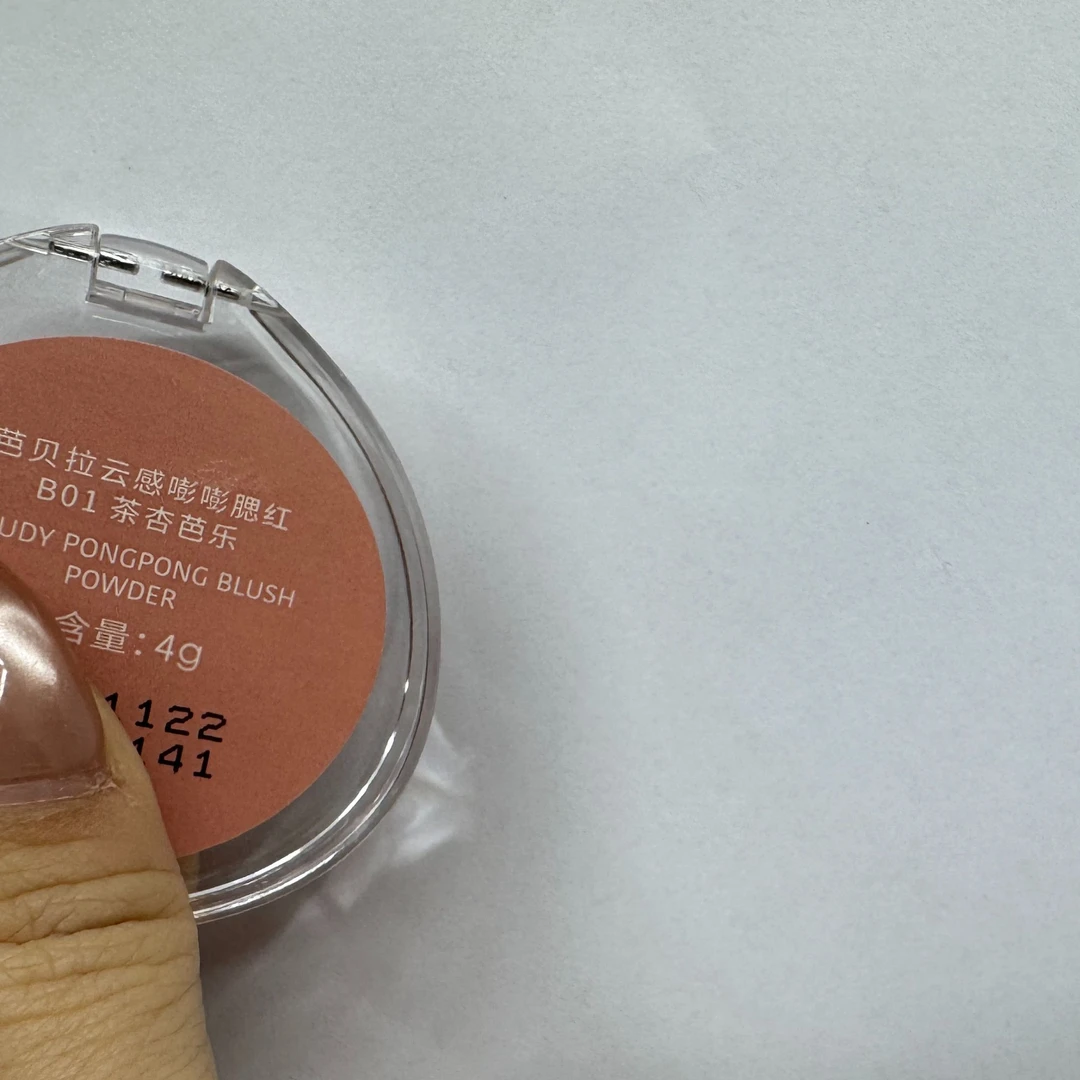 芭贝拉云感嘭嘭腮红
B01 茶杏芭乐
PONGPONG BLUSH
POWDER
含量:4g
1122
141